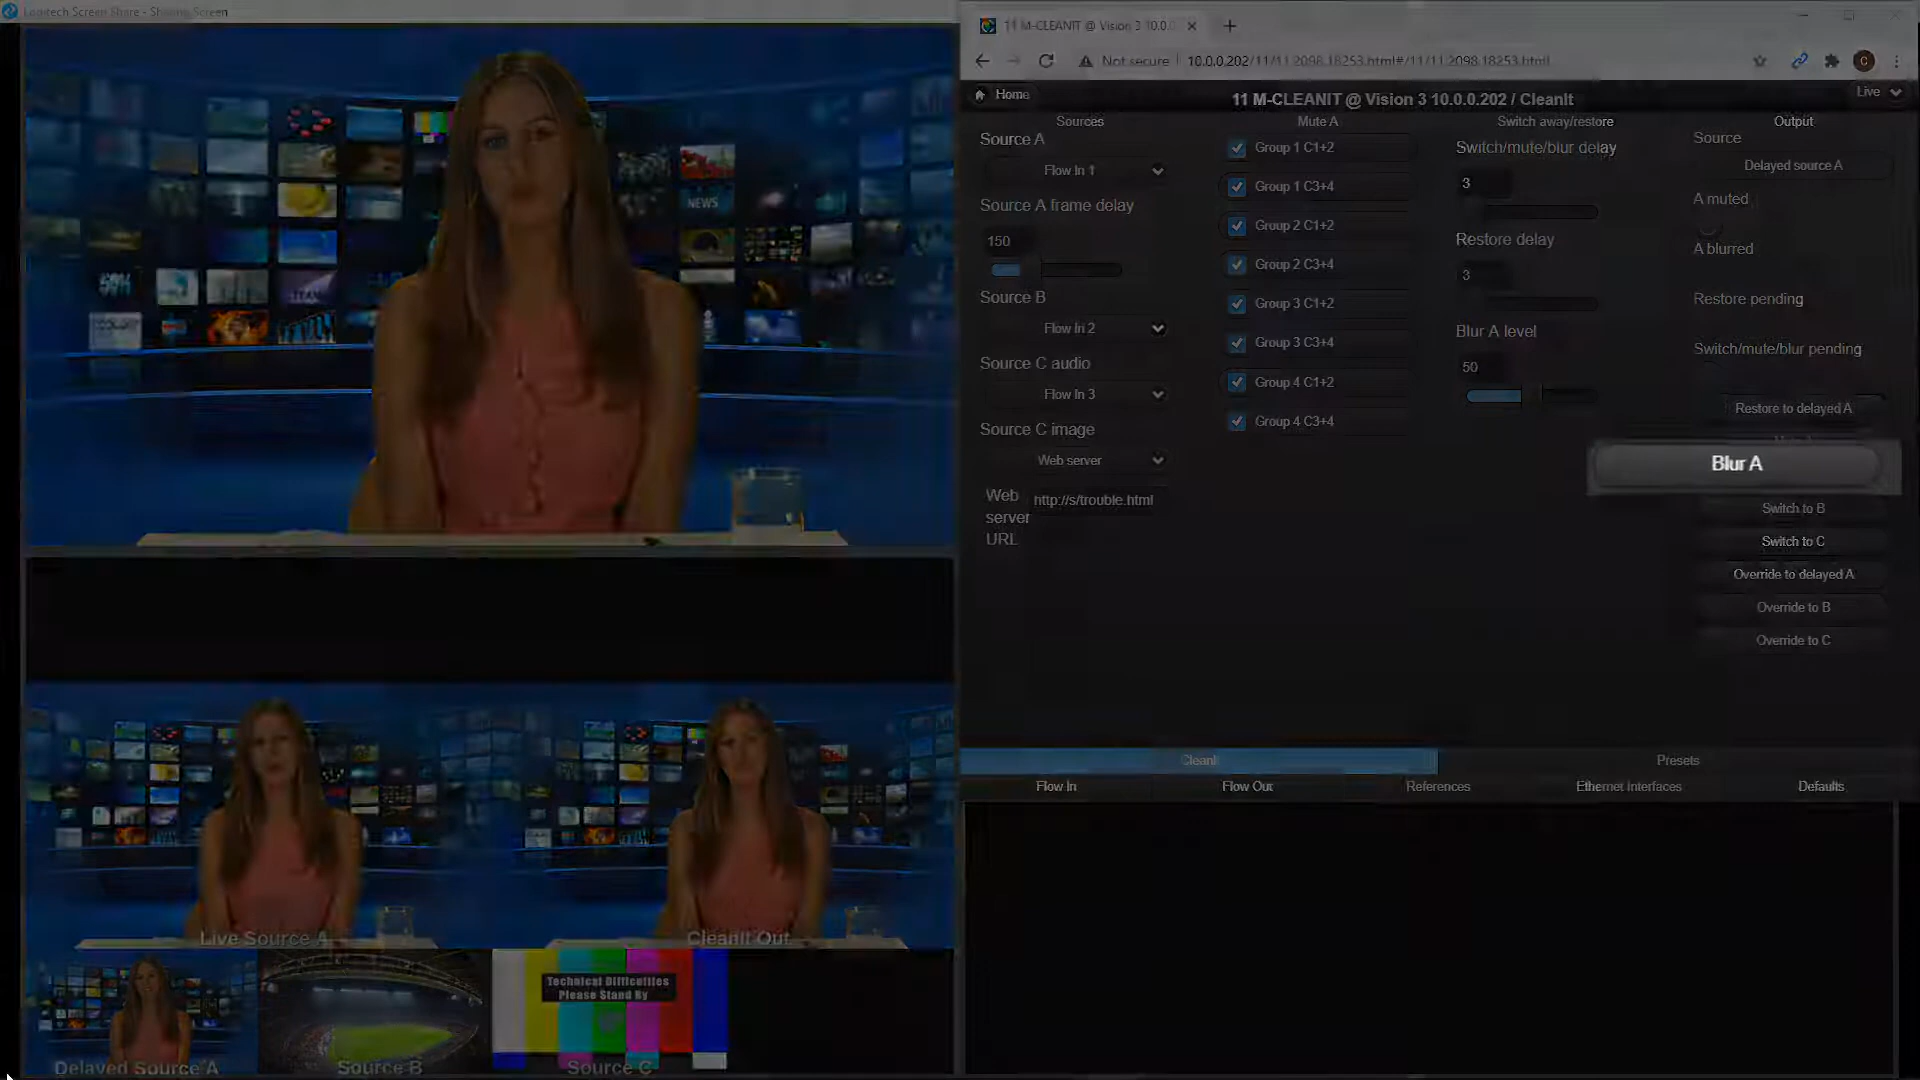 Logitech Screen Share - Sharing Screen
11 M-CLEANIT @ Vision 3 10.0.0
Not secure
10.0.0.202/11/11.2098.18253.html#/11/11.2098.18253.html
C
Home
11 M-CLEANIT @ Vision 3 10.0.0.202 / CleanIt
Live
Sources
Source A
Flow In 1
Source A frame delay
150
Source B
Flow In 2
Source C audio
Flow In 3
Source C image
Web server
Web server URL
http://s/trouble.html
Mute A
Group 1 C1+2
Group 1 C3+4
Group 2 C1+2
Group 2 C3+4
Group 3 C1+2
Group 3 C3+4
Group 4 C1+2
Group 4 C3+4
Switch away/restore
Switch/mute/blur delay
3
Restore delay
3
Blur A level
50
Output
Source
Delayed source A
A muted
A blurred
Restore pending
Switch/mute/blur pending
Restore to delayed A
Blur A
Switch to B
Switch to C
Override to delayed A
Override to B
Override to C
CleanIt
Presets
Flow In
Flow Out
References
Ethernet Interfaces
Defaults
NEWS
Live Source A
CleanIt Out
Technical Difficulties
Please Stand By
Delayed Source A
Source B
Source C